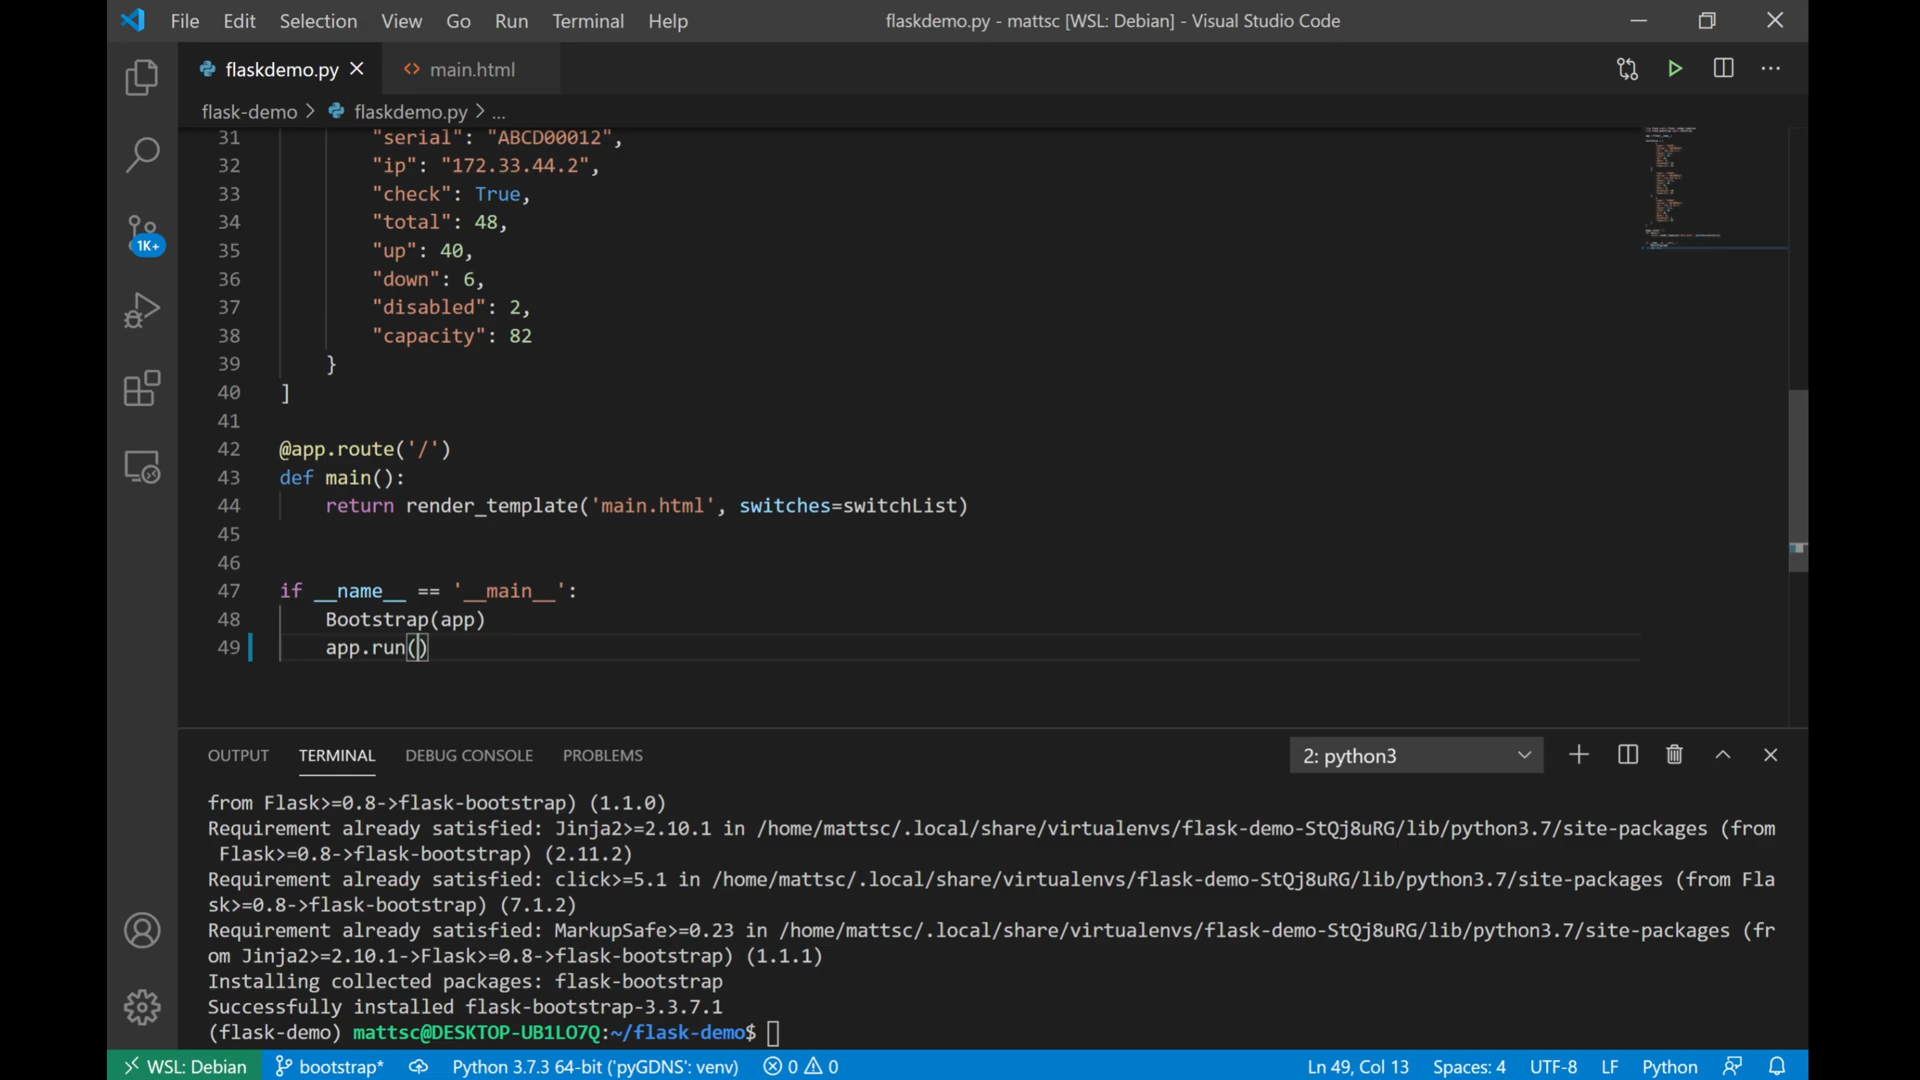 File Edit Selection View Go Run Terminal Help flaskdemo.py - mattsc [WSL: Debian] - Visual Studio Code
flaskdemo.py main.html
flask-demo > flaskdemo.py > ...
31 "serial": "ABCD00012",
32 "ip": "172.33.44.2",
33 "check": True,
34 "total": 48,
35 "up": 40,
36 "down": 6,
37 "disabled": 2,
38 "capacity": 82
39 }
40 ]
41
42 @app.route('/')
43 def main():
44 return render_template('main.html', switches=switchList)
45
46
47 if __name__ == '__main__':
48 Bootstrap(app)
49 app.run()
1K+
OUTPUT TERMINAL DEBUG CONSOLE PROBLEMS 2: python3
from Flask>=0.8->flask-bootstrap) (1.1.0)
Requirement already satisfied: Jinja2>=2.10.1 in /home/mattsc/.local/share/virtualenvs/flask-demo-StQj8uRG/lib/python3.7/site-packages (from
Flask>=0.8->flask-bootstrap) (2.11.2)
Requirement already satisfied: click>=5.1 in /home/mattsc/.local/share/virtualenvs/flask-demo-StQj8uRG/lib/python3.7/site-packages (from Fla
sk>=0.8->flask-bootstrap) (7.1.2)
Requirement already satisfied: MarkupSafe>=0.23 in /home/mattsc/.local/share/virtualenvs/flask-demo-StQj8uRG/lib/python3.7/site-packages (fr
om Jinja2>=2.10.1->Flask>=0.8->flask-bootstrap) (1.1.1)
Installing collected packages: flask-bootstrap
Successfully installed flask-bootstrap-3.3.7.1
(flask-demo) mattsc@DESKTOP-UB1LO7Q:~/flask-demo$
WSL: Debian bootstrap* Python 3.7.3 64-bit ('pyGDNS': venv) 0 0 Ln 49, Col 13 Spaces: 4 UTF-8 LF Python